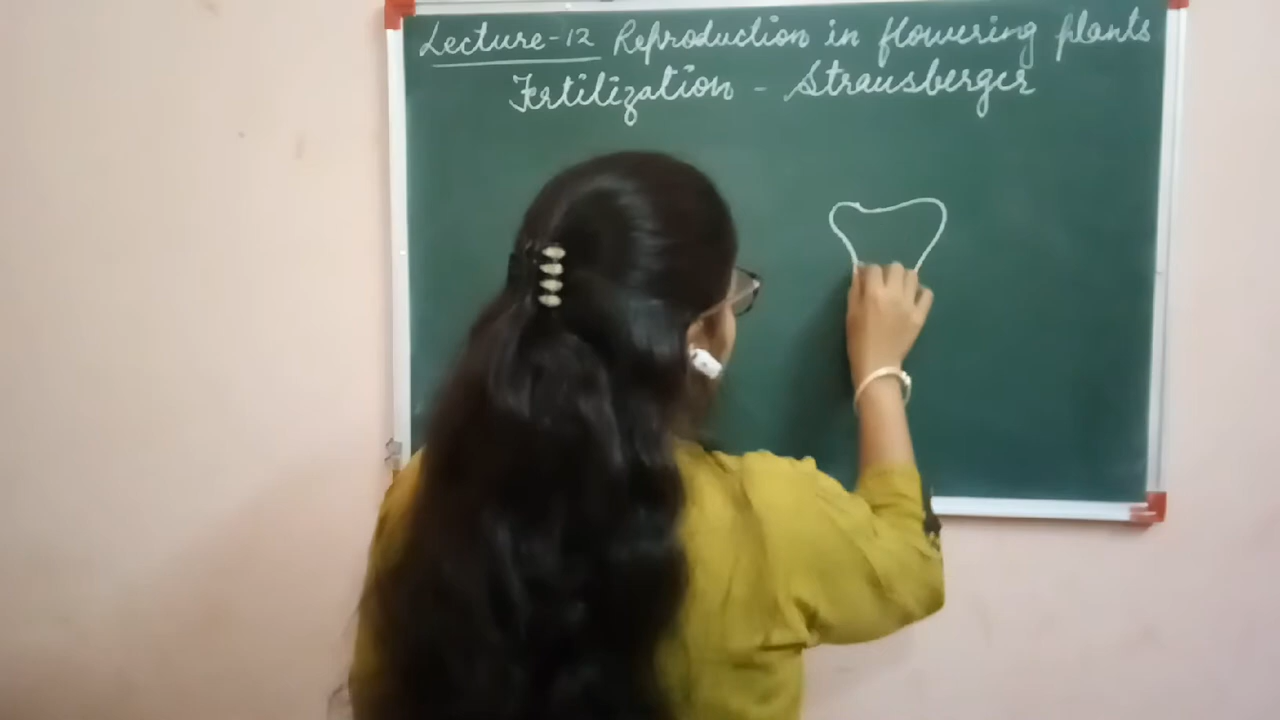 Lecture-12 Reproduction in flowering plants
Fertilization - Strausberger